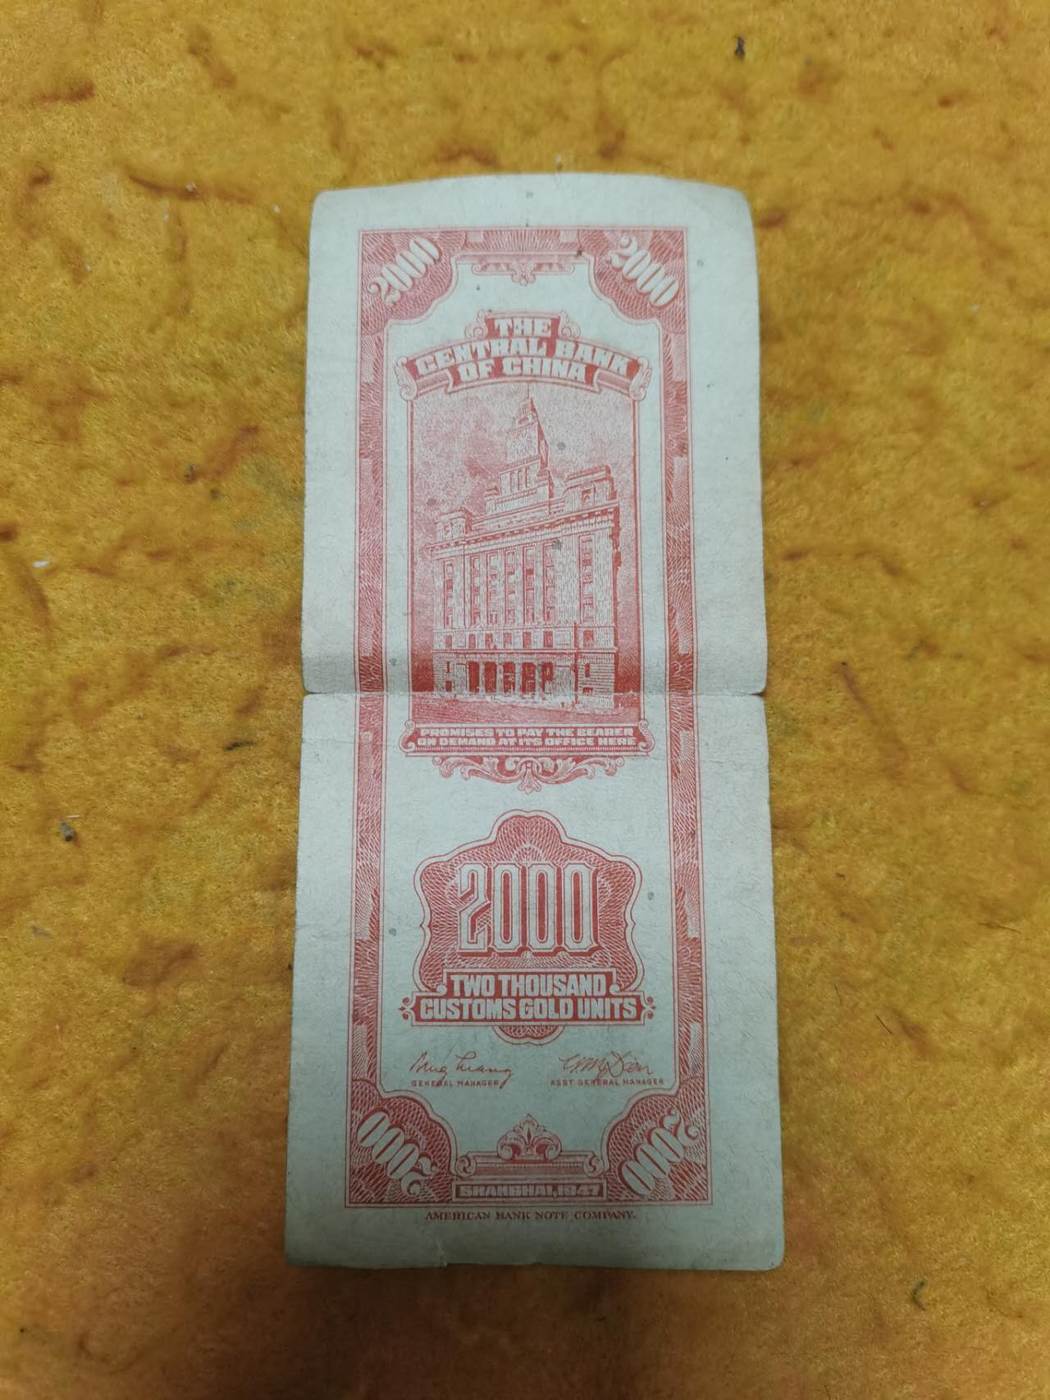 2000 2000
THE
CENTRAL BANK
OF CHINA
PROMISES TO PAY THE BEARER
ON DEMAND AT ITS OFFICE HERE
2000
TWO THOUSAND
CUSTOMS GOLD UNITS
GENERAL MANAGER ASST GENERAL MANAGER
2000 2000
SHANGHAI, 1947
AMERICAN BANK NOTE COMPANY.